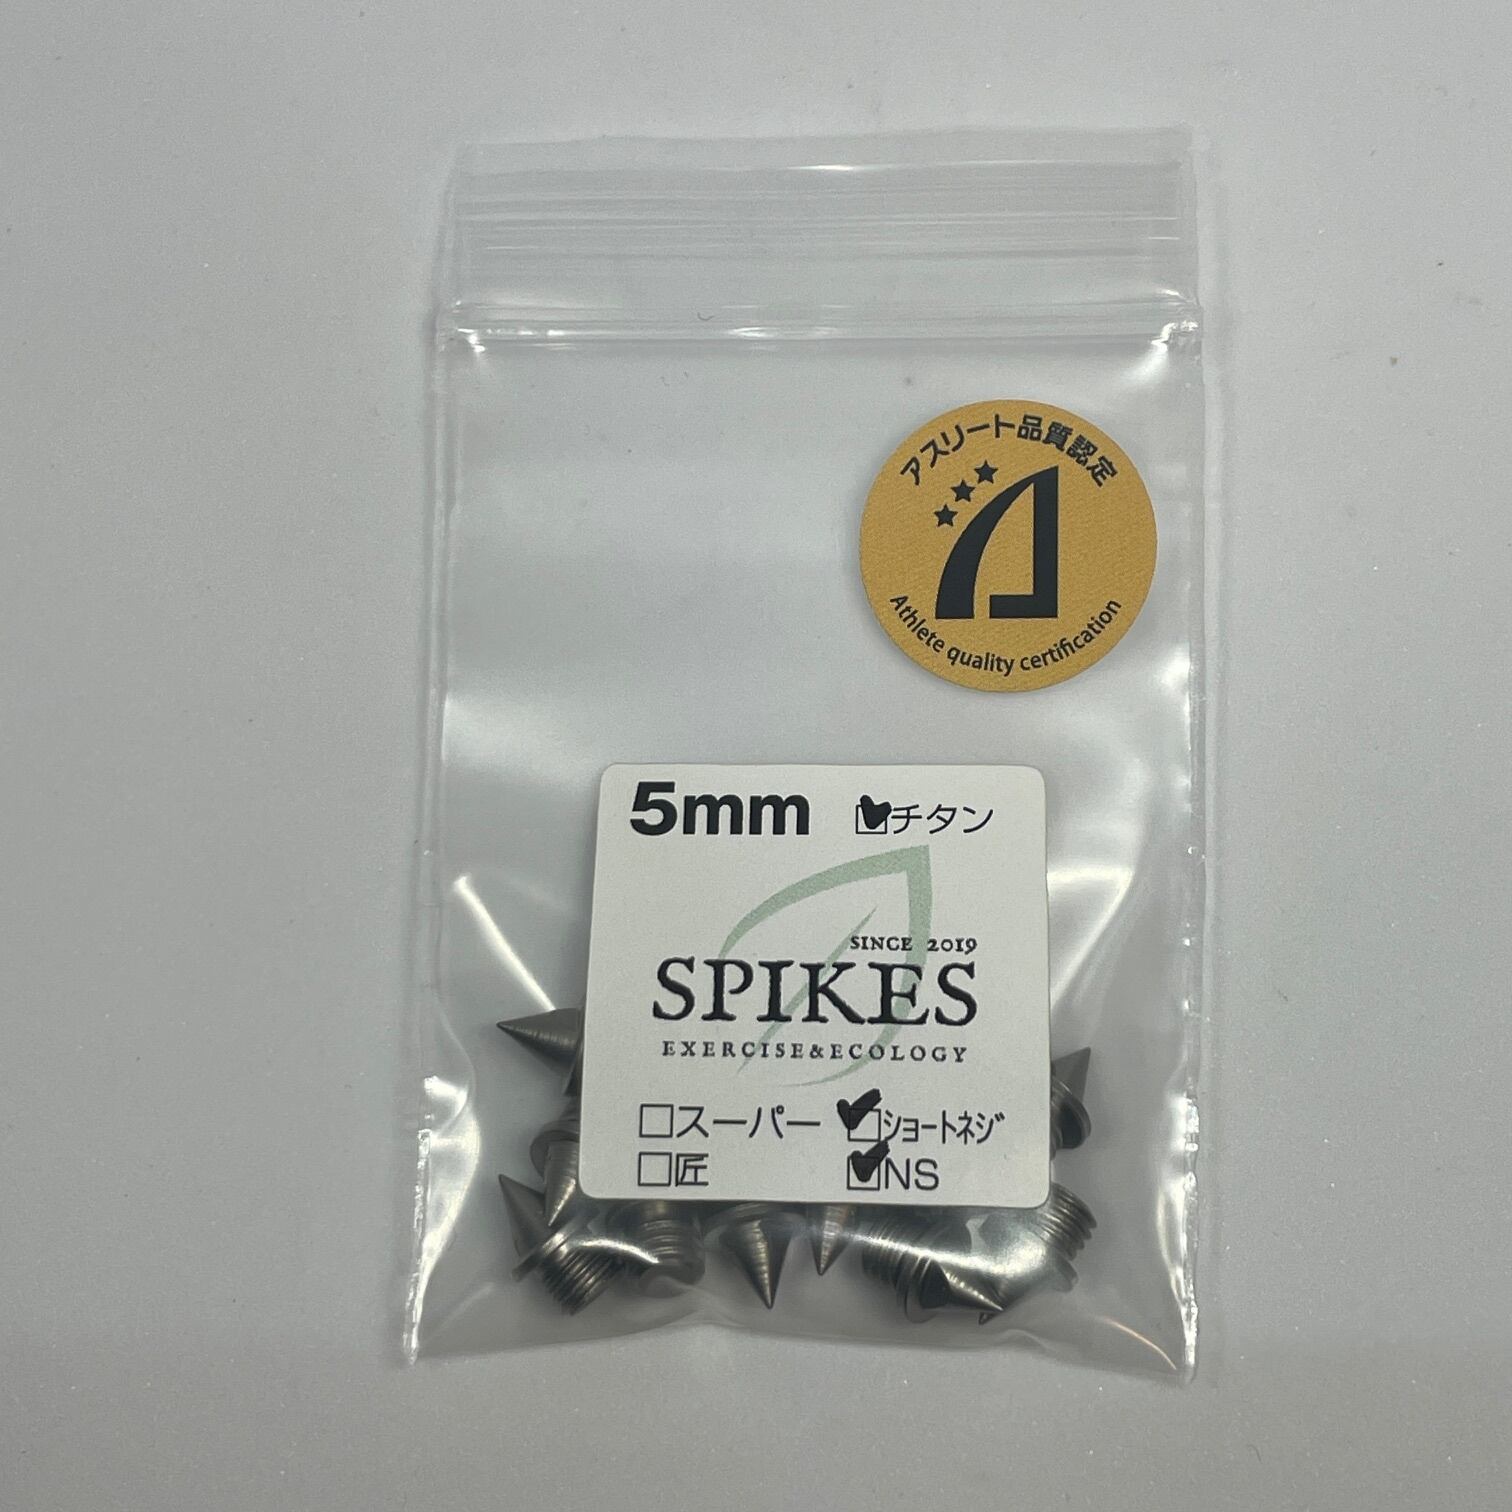 アスリート品質認定
Athlete quality certification
5mm チタン
SINCE 2019
SPIKES
EXERCISE&ECOLOGY
スーパー ショートネジ
匠 NS